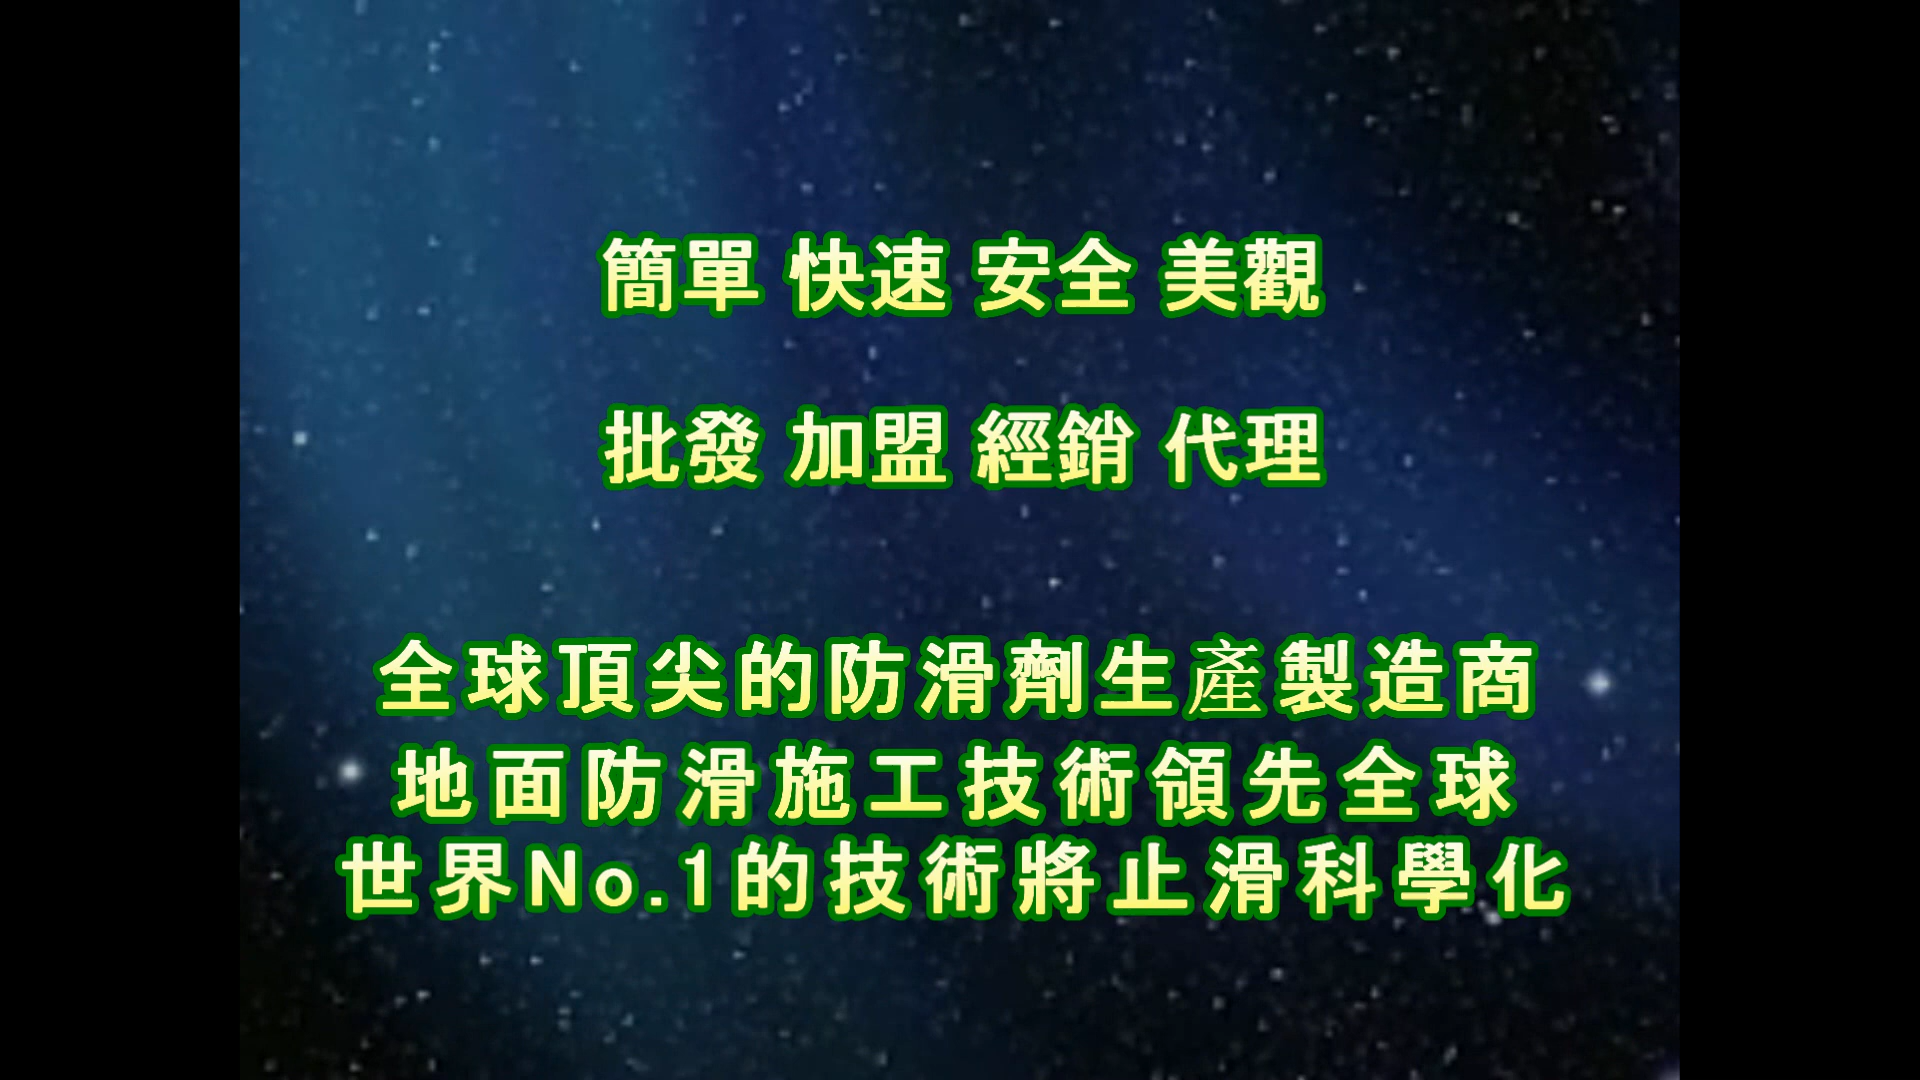 簡單 快速 安全 美觀
批發 加盟 經銷 代理
全球頂尖的防滑劑生產製造商
地面防滑施工技術領先全球
世界No.1的技術將止滑科學化